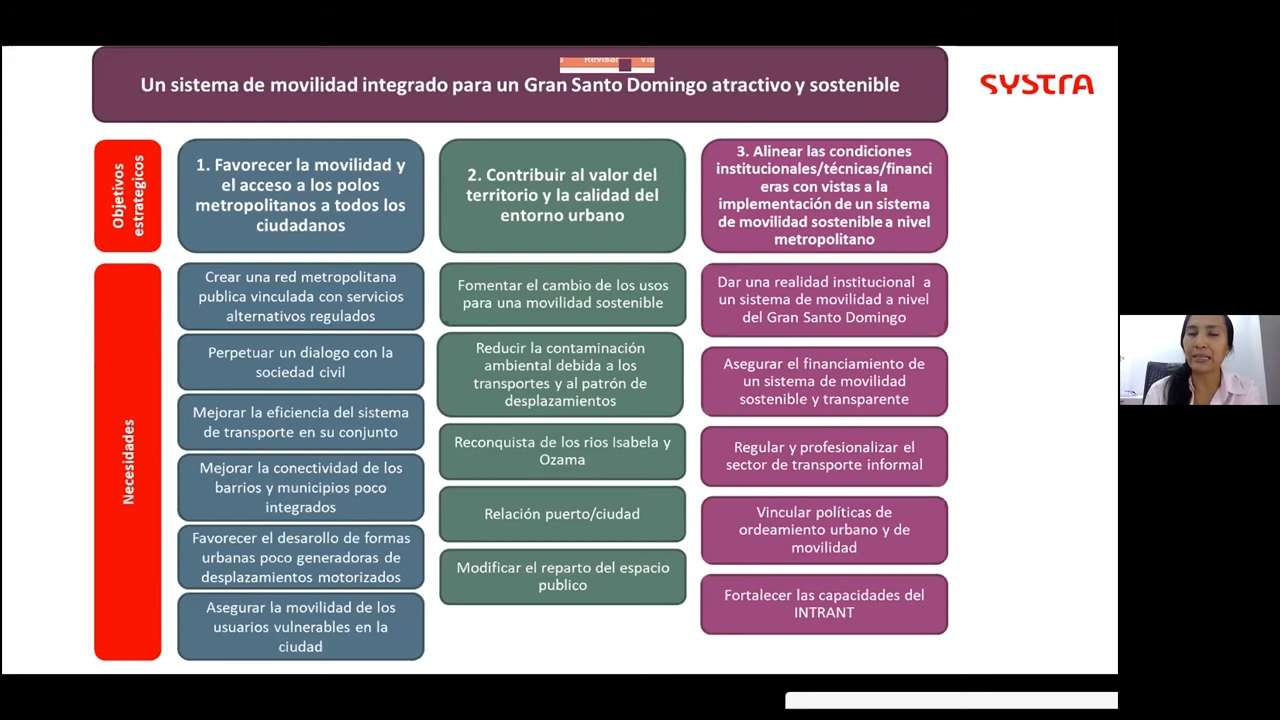 Un sistema de movilidad integrado para un Gran Santo Domingo atractivo y sostenible
SYSTRA
Objetivos
estrategicos
1. Favorecer la movilidad y
el acceso a los polos
metropolitanos a todos los
ciudadanos
2. Contribuir al valor del
territorio y la calidad del
entorno urbano
3. Alinear las condiciones
institucionales/técnicas/financi
eras con vistas a la
implementación de un sistema
de movilidad sostenible a nivel
metropolitano
Necesidades
Crear una red metropolitana
publica vinculada con servicios
alternativos regulados
Perpetuar un dialogo con la
sociedad civil
Mejorar la eficiencia del sistema
de transporte en su conjunto
Mejorar la conectividad de los
barrios y municipios poco
integrados
Favorecer el desarollo de formas
urbanas poco generadoras de
desplazamientos motorizados
Asegurar la movilidad de los
usuarios vulnerables en la
ciudad
Fomentar el cambio de los usos
para una movilidad sostenible
Reducir la contaminación
ambiental debida a los
transportes y al patrón de
desplazamientos
Reconquista de los rios Isabela y
Ozama
Relación puerto/ciudad
Modificar el reparto del espacio
publico
Dar una realidad institucional a
un sistema de movilidad a nivel
del Gran Santo Domingo
Asegurar el financiamiento de
un sistema de movilidad
sostenible y transparente
Regular y profesionalizar el
sector de transporte informal
Vincular políticas de
ordeamiento urbano y de
movilidad
Fortalecer las capacidades del
INTRANT